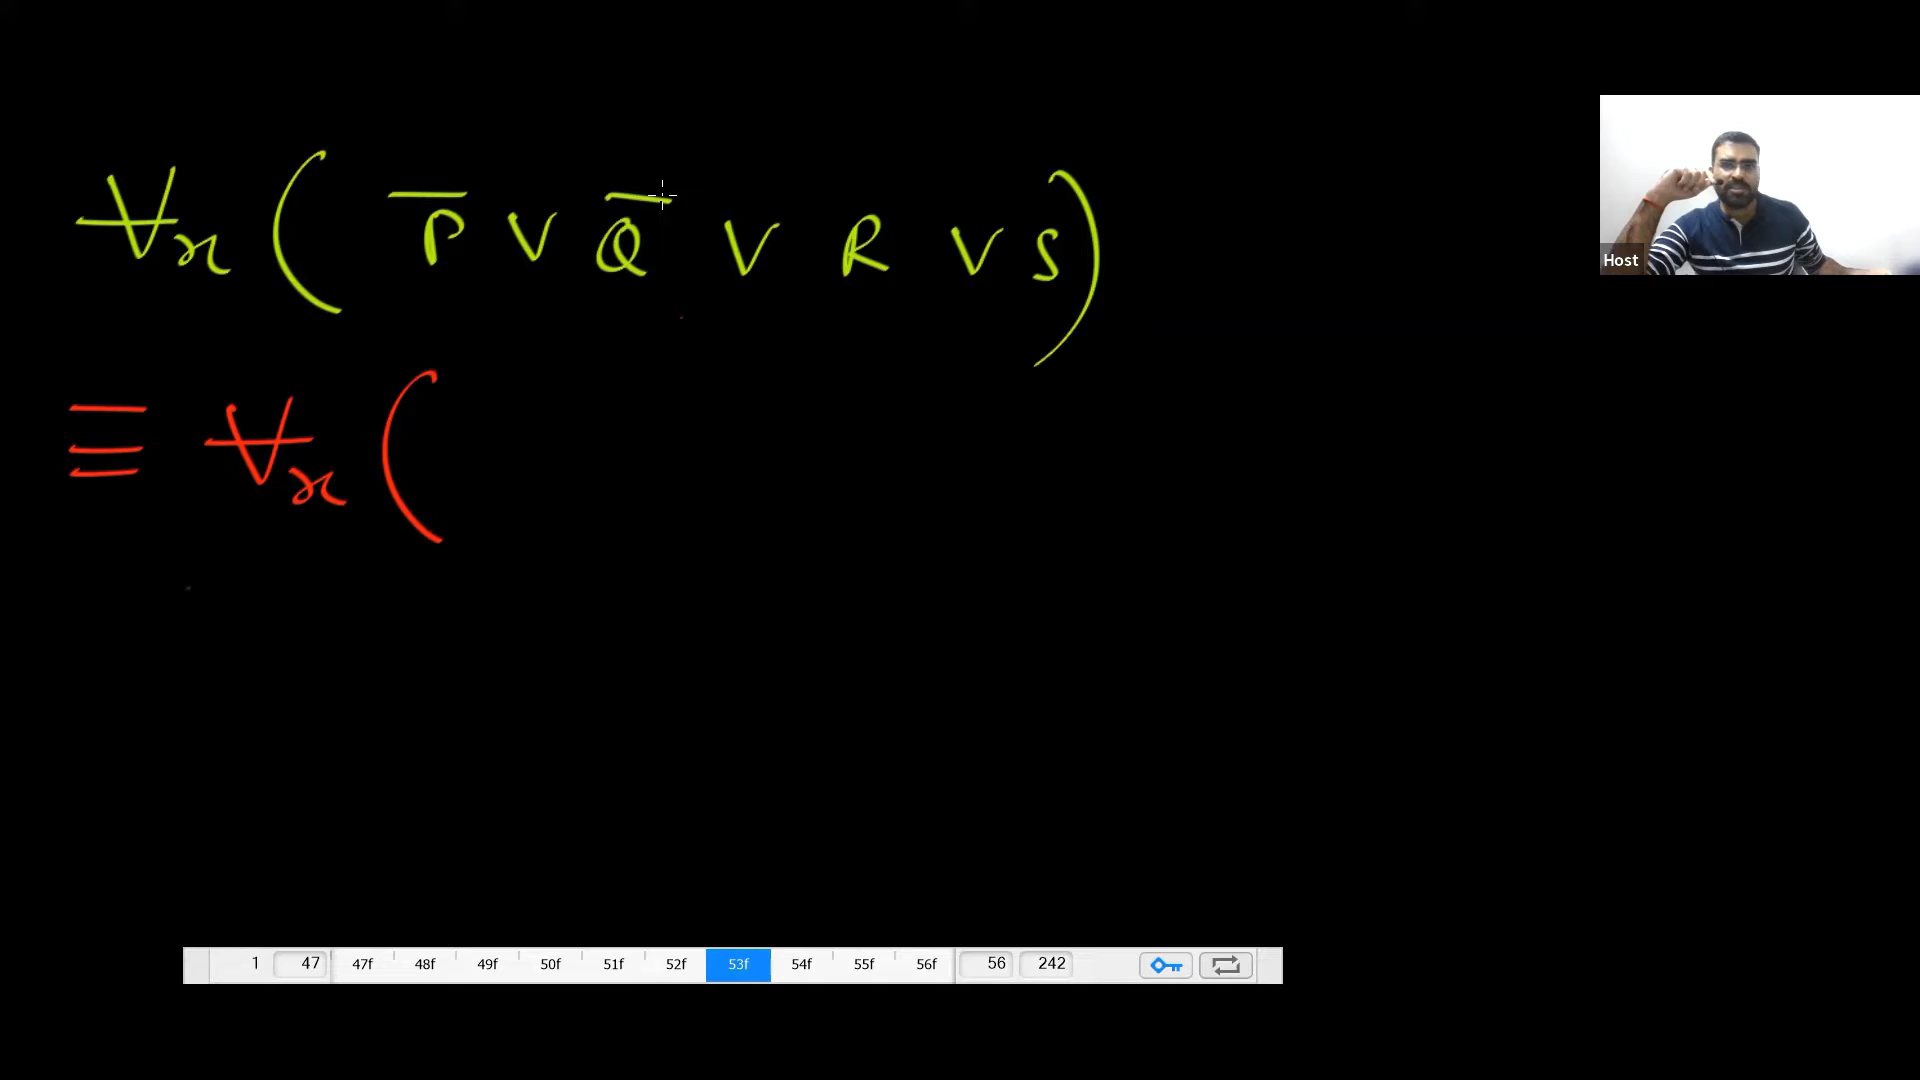 ∀x ( P̅ ∨ Q̅ ∨ R ∨ S )
Host
≡ ∀x (
1 47 47f 48f 49f 50f 51f 52f 53f 54f 55f 56f 56 242